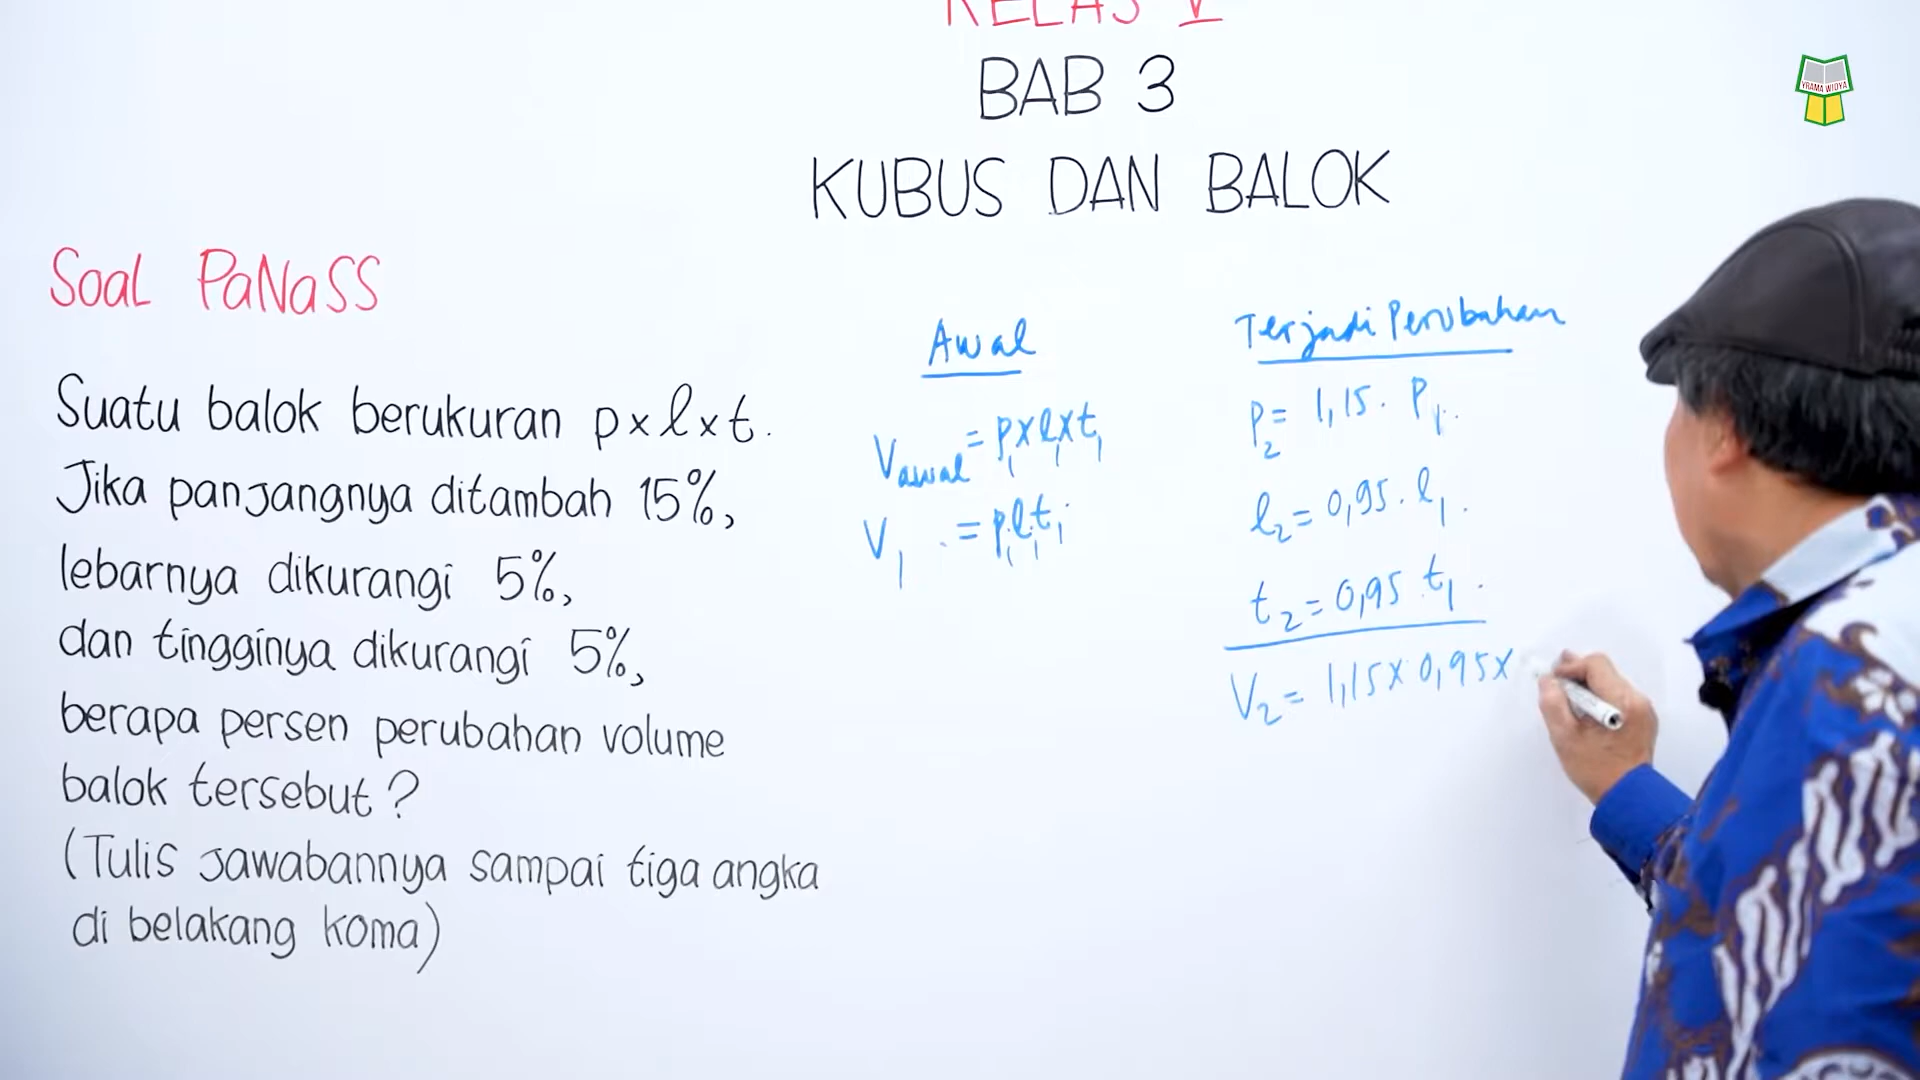 KELAS V
BAB 3
KUBUS DAN BALOK
YRAMA WIDYA
Soal PaNaSS
Suatu balok berukuran p x l x t.
Jika panjangnya ditambah 15%,
lebarnya dikurangi 5%,
dan tingginya dikurangi 5%,
berapa persen perubahan volume
balok tersebut?
(Tulis jawabannya sampai tiga angka
di belakang koma)
Awal
V awal = p₁ x l₁ x t₁
V₁ = p₁.l₁.t₁
Terjadi Perubahan
p₂ = 1,15 . p₁.
l₂ = 0,95 . l₁.
t₂ = 0,95 . t₁.
V₂ = 1,15 x 0,95 x